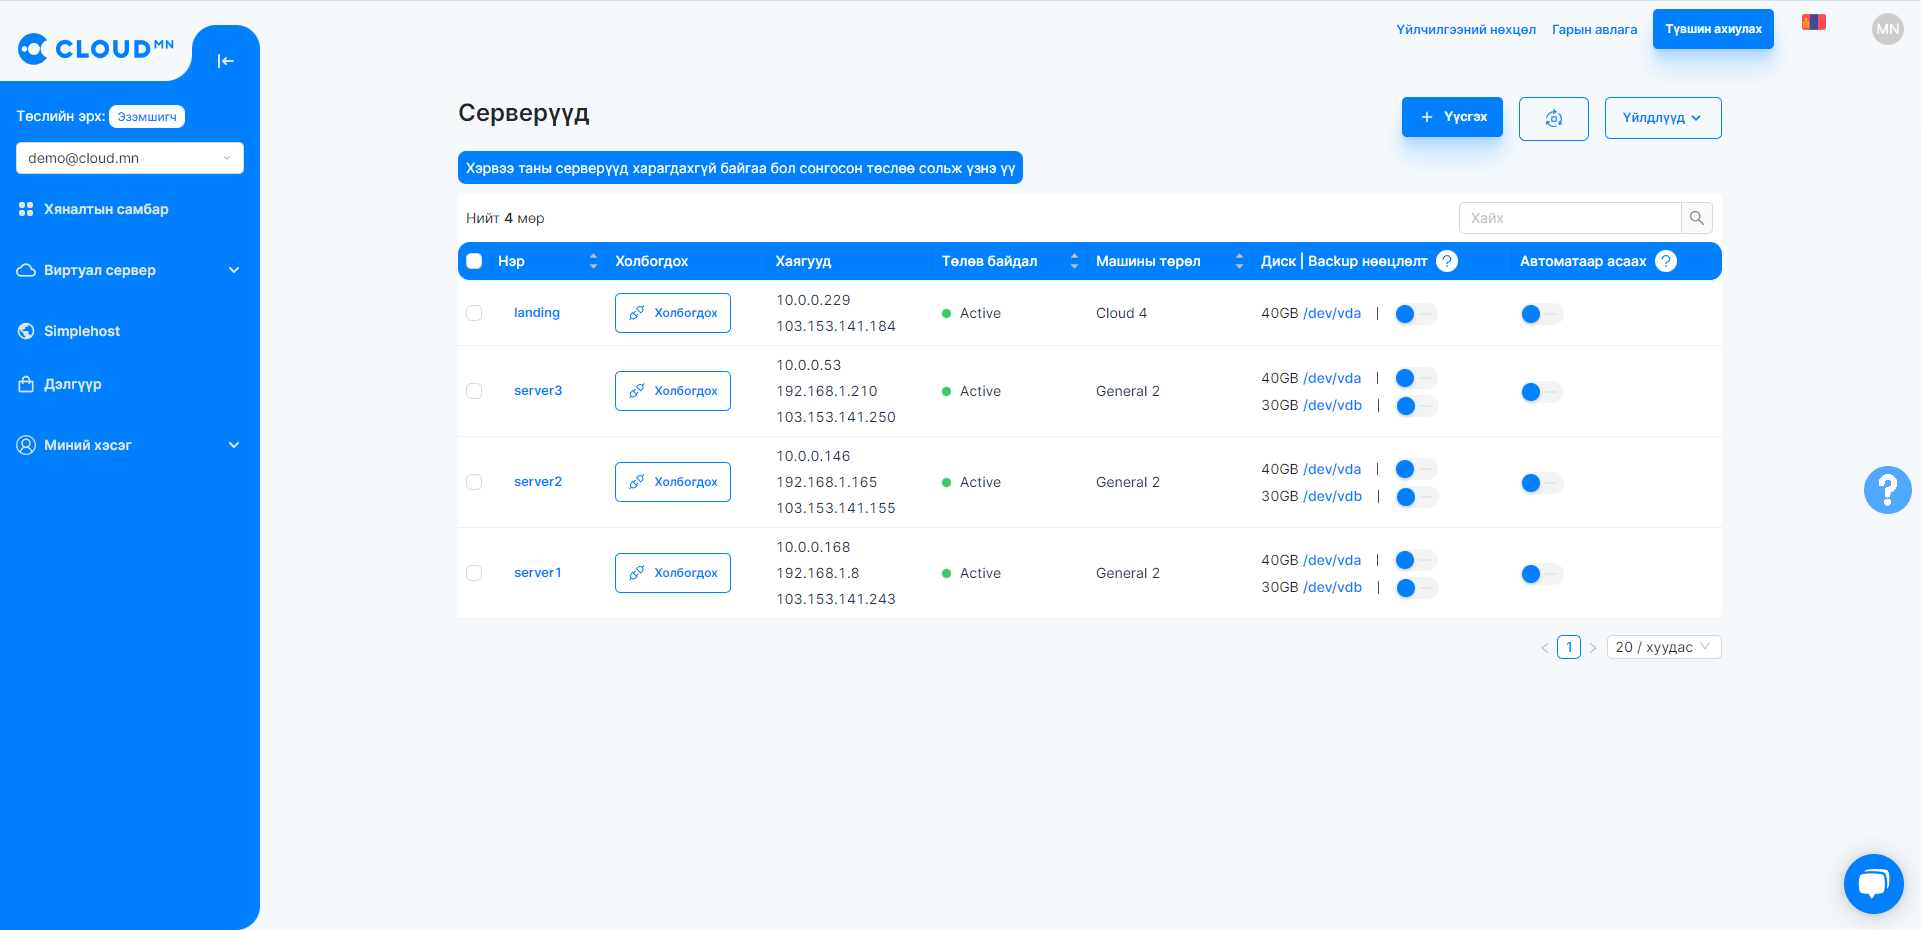 CLOUD MN
Үйлчилгээний нөхцөл Гарын авлага Түвшин ахиулах MN
Төслийн эрх: Эзэмшигч
demo@cloud.mn
Хяналтын самбар
Виртуал сервер
Simplehost
Дэлгүүр
Миний хэсэг
Серверүүд
Үүсгэх Үйлдлүүд
Хэрвээ таны серверүүд харагдахгүй байгаа бол сонгосон төслөө сольж үзнэ үү
Нийт 4 мөр
Хайх
Нэр Холбогдох Хаягууд Төлөв байдал Машины төрөл Диск | Backup нөөцлөлт ? Автоматаар асаах ?
landing Холбогдох 10.0.0.229 Active Cloud 4 40GB /dev/vda |
103.153.141.184
10.0.0.53
server3 Холбогдох 192.168.1.210 Active General 2 40GB /dev/vda |
103.153.141.250 30GB /dev/vdb |
10.0.0.146
server2 Холбогдох 192.168.1.165 Active General 2 40GB /dev/vda |
103.153.141.155 30GB /dev/vdb |
10.0.0.168
server1 Холбогдох 192.168.1.8 Active General 2 40GB /dev/vda |
103.153.141.243 30GB /dev/vdb |
< 1 > 20 / хуудас
?